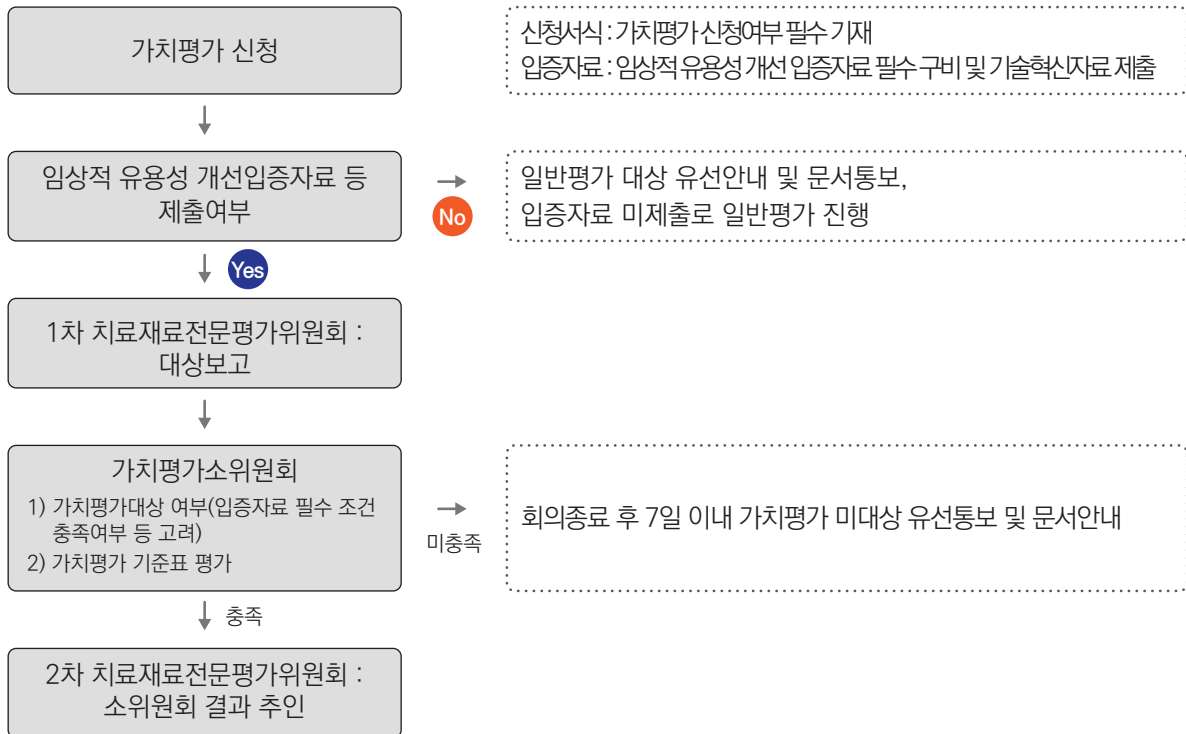 가치평가 신청
신청서식 : 가치평가 신청여부 필수 기재
입증자료 : 임상적 유용성 개선 입증자료 필수 구비 및 기술혁신자료 제출
임상적 유용성 개선입증자료 등
제출여부
No
일반평가 대상 유선안내 및 문서통보,
입증자료 미제출로 일반평가 진행
Yes
1차 치료재료전문평가위원회 :
대상보고
가치평가소위원회
1) 가치평가대상 여부(입증자료 필수 조건
충족여부 등 고려)
2) 가치평가 기준표 평가
미충족
회의종료 후 7일 이내 가치평가 미대상 유선통보 및 문서안내
충족
2차 치료재료전문평가위원회 :
소위원회 결과 추인